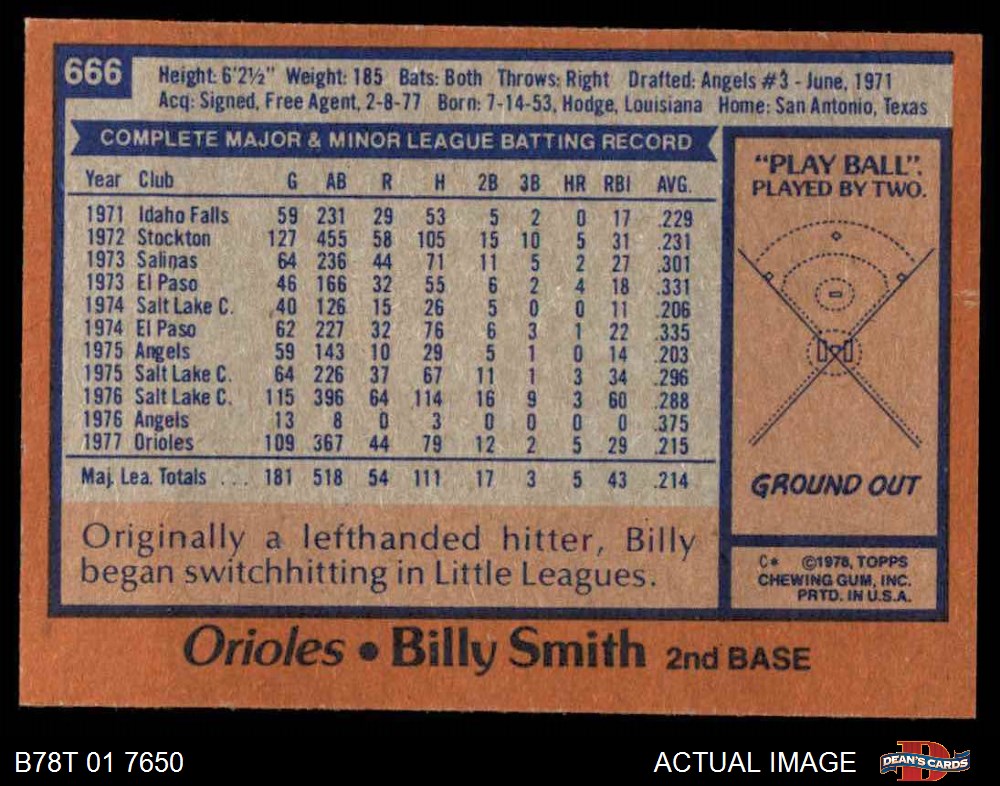 666
Height: 6'2½" Weight: 185 Bats: Both Throws: Right Drafted: Angels #3 - June, 1971
Acq: Signed, Free Agent, 2-8-77 Born: 7-14-53, Hodge, Louisiana Home: San Antonio, Texas
COMPLETE MAJOR & MINOR LEAGUE BATTING RECORD
Year Club G AB R H 2B 3B HR RBI AVG.
1971 Idaho Falls 59 231 29 53 5 2 0 17 .229
1972 Stockton 127 455 58 105 15 10 5 31 .231
1973 Salinas 64 236 44 71 11 5 2 27 .301
1973 El Paso 46 166 32 55 6 2 4 18 .331
1974 Salt Lake C. 40 126 15 26 5 0 0 11 .206
1974 El Paso 62 227 32 76 6 3 1 22 .335
1975 Angels 59 143 10 29 5 1 0 14 .203
1975 Salt Lake C. 64 226 37 67 11 1 3 34 .296
1976 Salt Lake C. 115 396 64 114 16 9 3 60 .288
1976 Angels 13 8 0 3 0 0 0 0 .375
1977 Orioles 109 367 44 79 12 2 5 29 .215
Maj. Lea. Totals . . . 181 518 54 111 17 3 5 43 .214
Originally a lefthanded hitter, Billy
began switchhitting in Little Leagues.
"PLAY BALL".
PLAYED BY TWO.
GROUND OUT
C* ©1978, TOPPS
CHEWING GUM, INC.
PRTD. IN U.S.A.
Orioles • Billy Smith 2nd BASE
B78T 01 7650 ACTUAL IMAGE
DEAN'S CARDS